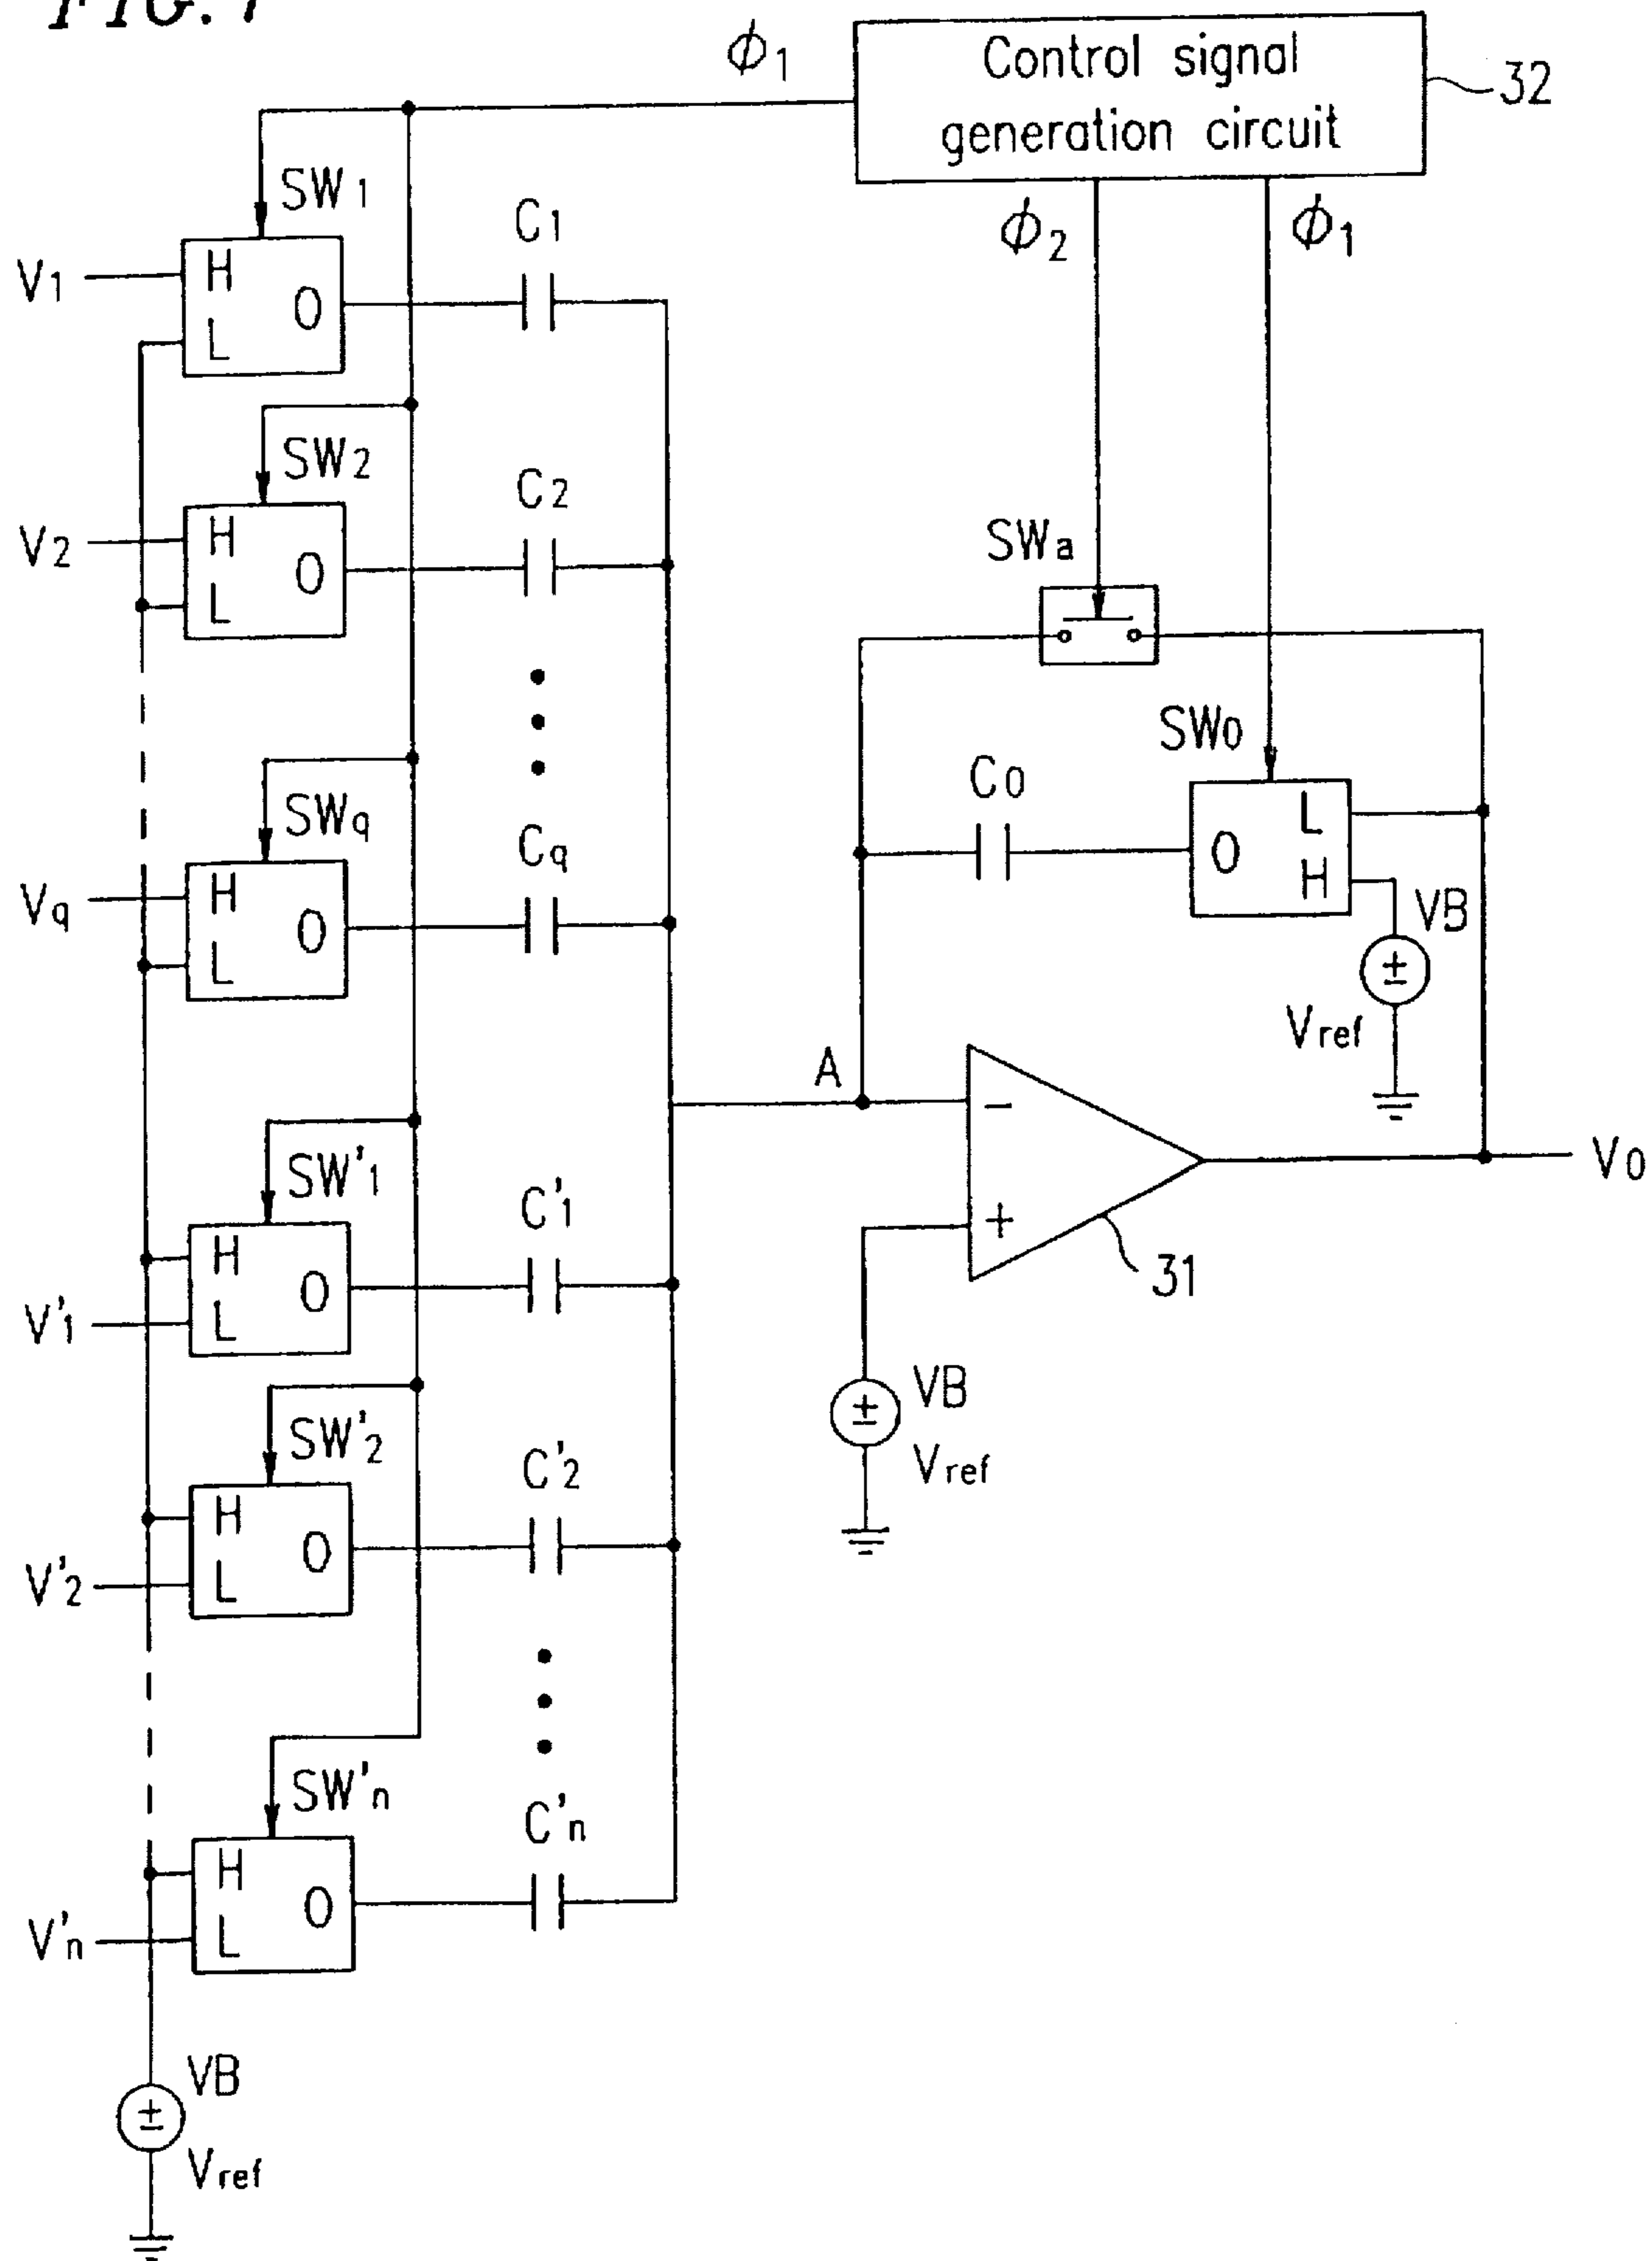 FIG. 7
Control signal
generation circuit
32
ϕ1
ϕ2
ϕ1
SW1
V1
H
L
O
C1
SW2
V2
H
L
O
C2
SWa
SWq
Vq
H
L
O
Cq
SW0
C0
O
L
H
VB
±
Vref
A
−
+
31
V0
VB
±
Vref
SW'1
V'1
H
L
O
C'1
SW'2
V'2
H
L
O
C'2
SW'n
V'n
H
L
O
C'n
VB
±
Vref